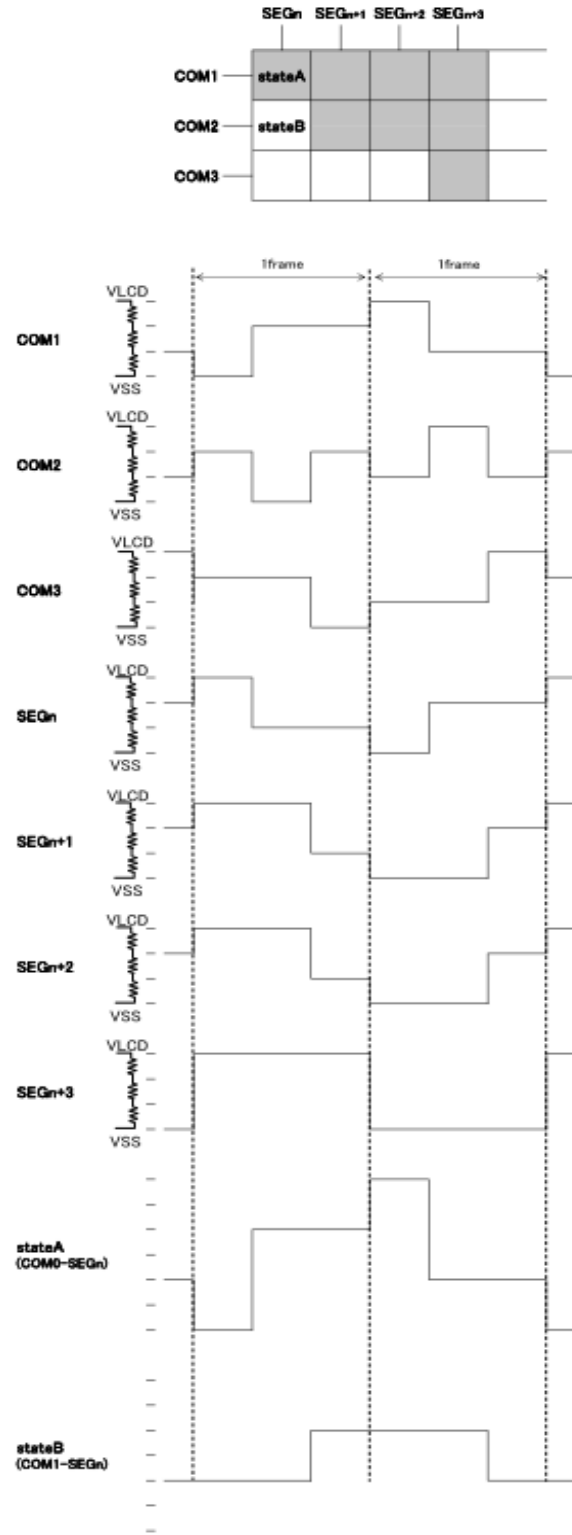 SEGn SEGn+1 SEGn+2 SEGn+3
COM1 stateA
COM2 stateB
COM3
1frame 1frame
VLCD
COM1
VSS
VLCD
COM2
VSS
VLCD
COM3
VSS
VLCD
SEGn
VSS
VLCD
SEGn+1
VSS
VLCD
SEGn+2
VSS
VLCD
SEGn+3
VSS
stateA
(COM0-SEGn)
stateB
(COM1-SEGn)